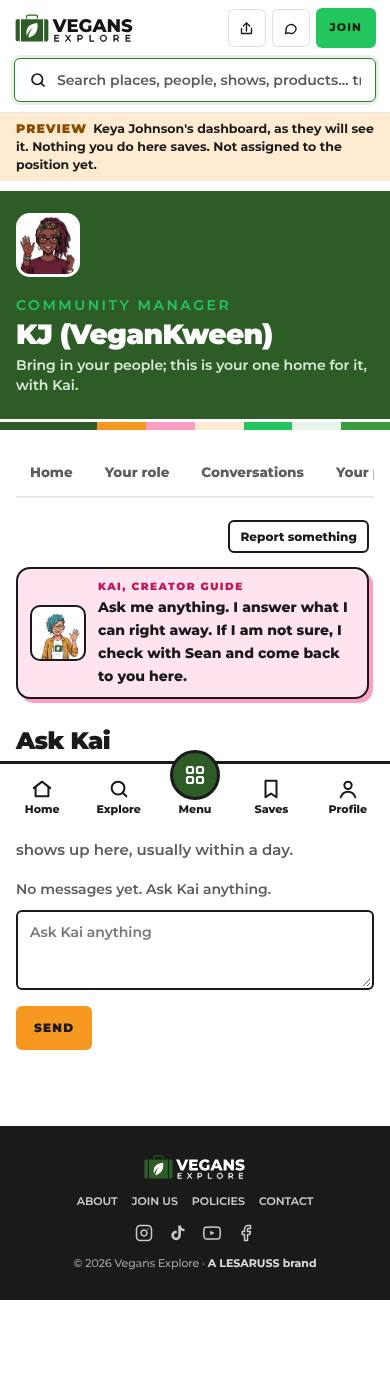 VEGANS
EXPLORE
JOIN
Search places, people, shows, products... tr
PREVIEW Keya Johnson's dashboard, as they will see
it. Nothing you do here saves. Not assigned to the
position yet.
COMMUNITY MANAGER
KJ (VeganKween)
Bring in your people; this is your one home for it,
with Kai.
Home Your role Conversations Your
Report something
KAI, CREATOR GUIDE
Ask me anything. I answer what I
can right away. If I am not sure, I
check with Sean and come back
to you here.
Ask Kai
Home Explore Menu Saves Profile
shows up here, usually within a day.
No messages yet. Ask Kai anything.
Ask Kai anything
SEND
VEGANS
EXPLORE
ABOUT JOIN US POLICIES CONTACT
© 2026 Vegans Explore · A LESARUSS brand